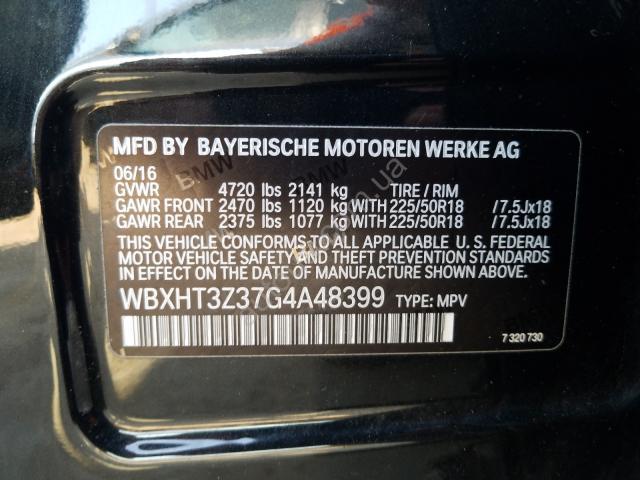 MFD BY BAYERISCHE MOTOREN WERKE AG
06/16
GVWR 4720 lbs 2141 kg TIRE / RIM
GAWR FRONT 2470 lbs 1120 kg WITH 225/50R18 /7.5Jx18
GAWR REAR 2375 lbs 1077 kg WITH 225/50R18 /7.5Jx18
THIS VEHICLE CONFORMS TO ALL APPLICABLE U. S. FEDERAL
MOTOR VEHICLE SAFETY AND THEFT PREVENTION STANDARDS
IN EFFECT ON THE DATE OF MANUFACTURE SHOWN ABOVE.
WBXHT3Z37G4A48399 TYPE: MPV
7 320 730